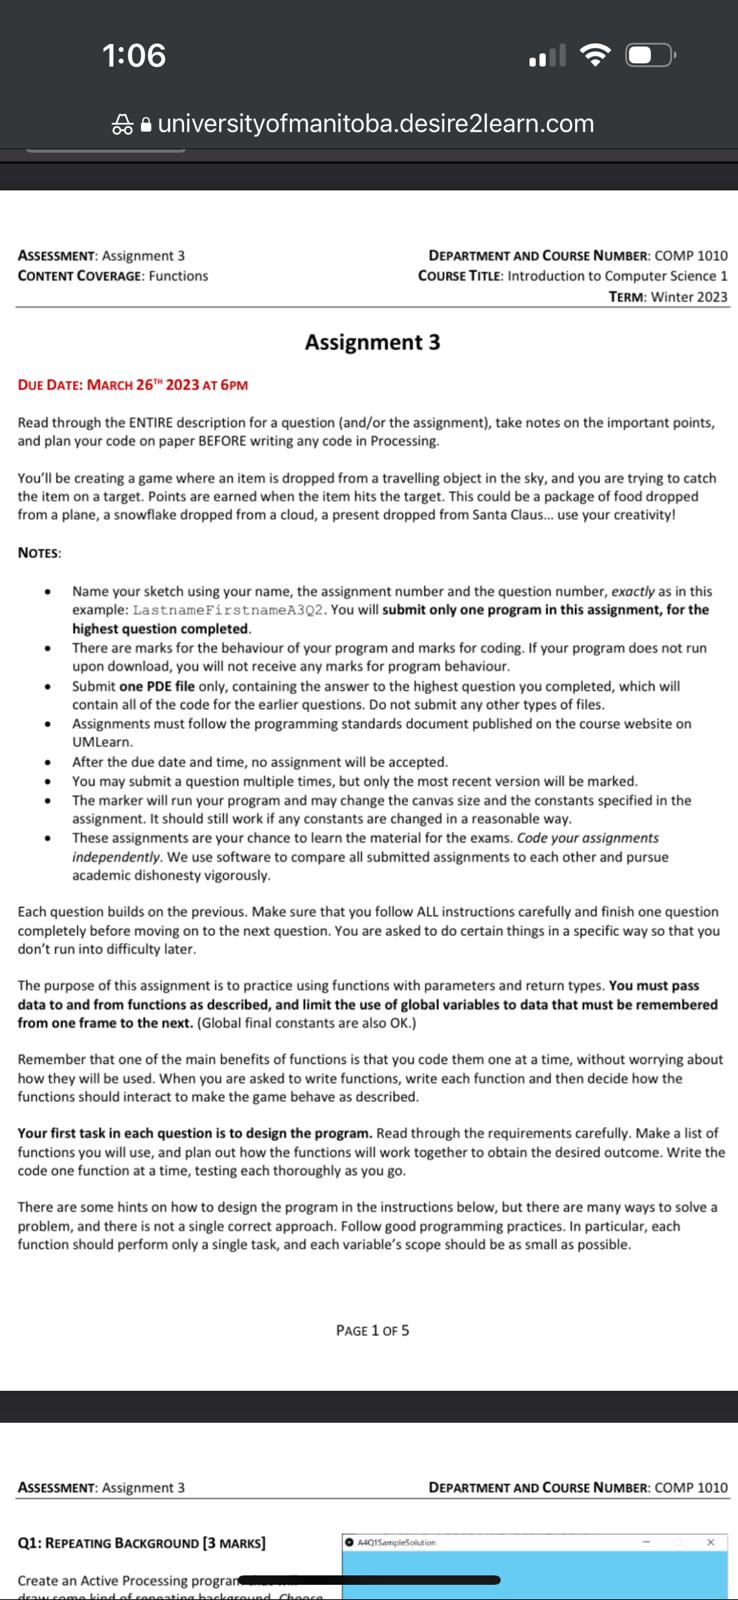 1:06
universityofmanitoba.desire2learn.com
ASSESSMENT: Assignment 3
DEPARTMENT AND COURSE NUMBER: COMP 1010
CONTENT COVERAGE: Functions
COURSE TITLE: Introduction to Computer Science 1
TERM: Winter 2023
Assignment 3
DUE DATE: MARCH 26TH 2023 AT 6PM
Read through the ENTIRE description for a question (and/or the assignment), take notes on the important points,
and plan your code on paper BEFORE writing any code in Processing.
You'll be creating a game where an item is dropped from a travelling object in the sky, and you are trying to catch
the item on a target. Points are earned when the item hits the target. This could be a package of food dropped
from a plane, a snowflake dropped from a cloud, a present dropped from Santa Claus... use your creativity!
NOTES:
• Name your sketch using your name, the assignment number and the question number, exactly as in this
example: LastnameFirstnameA3Q2. You will submit only one program in this assignment, for the
highest question completed.
• There are marks for the behaviour of your program and marks for coding. If your program does not run
upon download, you will not receive any marks for program behaviour.
• Submit one PDE file only, containing the answer to the highest question you completed, which will
contain all of the code for the earlier questions. Do not submit any other types of files.
• Assignments must follow the programming standards document published on the course website on
UMLearn.
• After the due date and time, no assignment will be accepted.
• You may submit a question multiple times, but only the most recent version will be marked.
• The marker will run your program and may change the canvas size and the constants specified in the
assignment. It should still work if any constants are changed in a reasonable way.
• These assignments are your chance to learn the material for the exams. Code your assignments
independently. We use software to compare all submitted assignments to each other and pursue
academic dishonesty vigorously.
Each question builds on the previous. Make sure that you follow ALL instructions carefully and finish one question
completely before moving on to the next question. You are asked to do certain things in a specific way so that you
don't run into difficulty later.
The purpose of this assignment is to practice using functions with parameters and return types. You must pass
data to and from functions as described, and limit the use of global variables to data that must be remembered
from one frame to the next. (Global final constants are also OK.)
Remember that one of the main benefits of functions is that you code them one at a time, without worrying about
how they will be used. When you are asked to write functions, write each function and then decide how the
functions should interact to make the game behave as described.
Your first task in each question is to design the program. Read through the requirements carefully. Make a list of
functions you will use, and plan out how the functions will work together to obtain the desired outcome. Write the
code one function at a time, testing each thoroughly as you go.
There are some hints on how to design the program in the instructions below, but there are many ways to solve a
problem, and there is not a single correct approach. Follow good programming practices. In particular, each
function should perform only a single task, and each variable's scope should be as small as possible.
PAGE 1 OF 5
ASSESSMENT: Assignment 3
DEPARTMENT AND COURSE NUMBER: COMP 1010
Q1: REPEATING BACKGROUND [3 MARKS]
A4Q1SampleSolution
Create an Active Processing program
draw some kind of repeating background. Choose